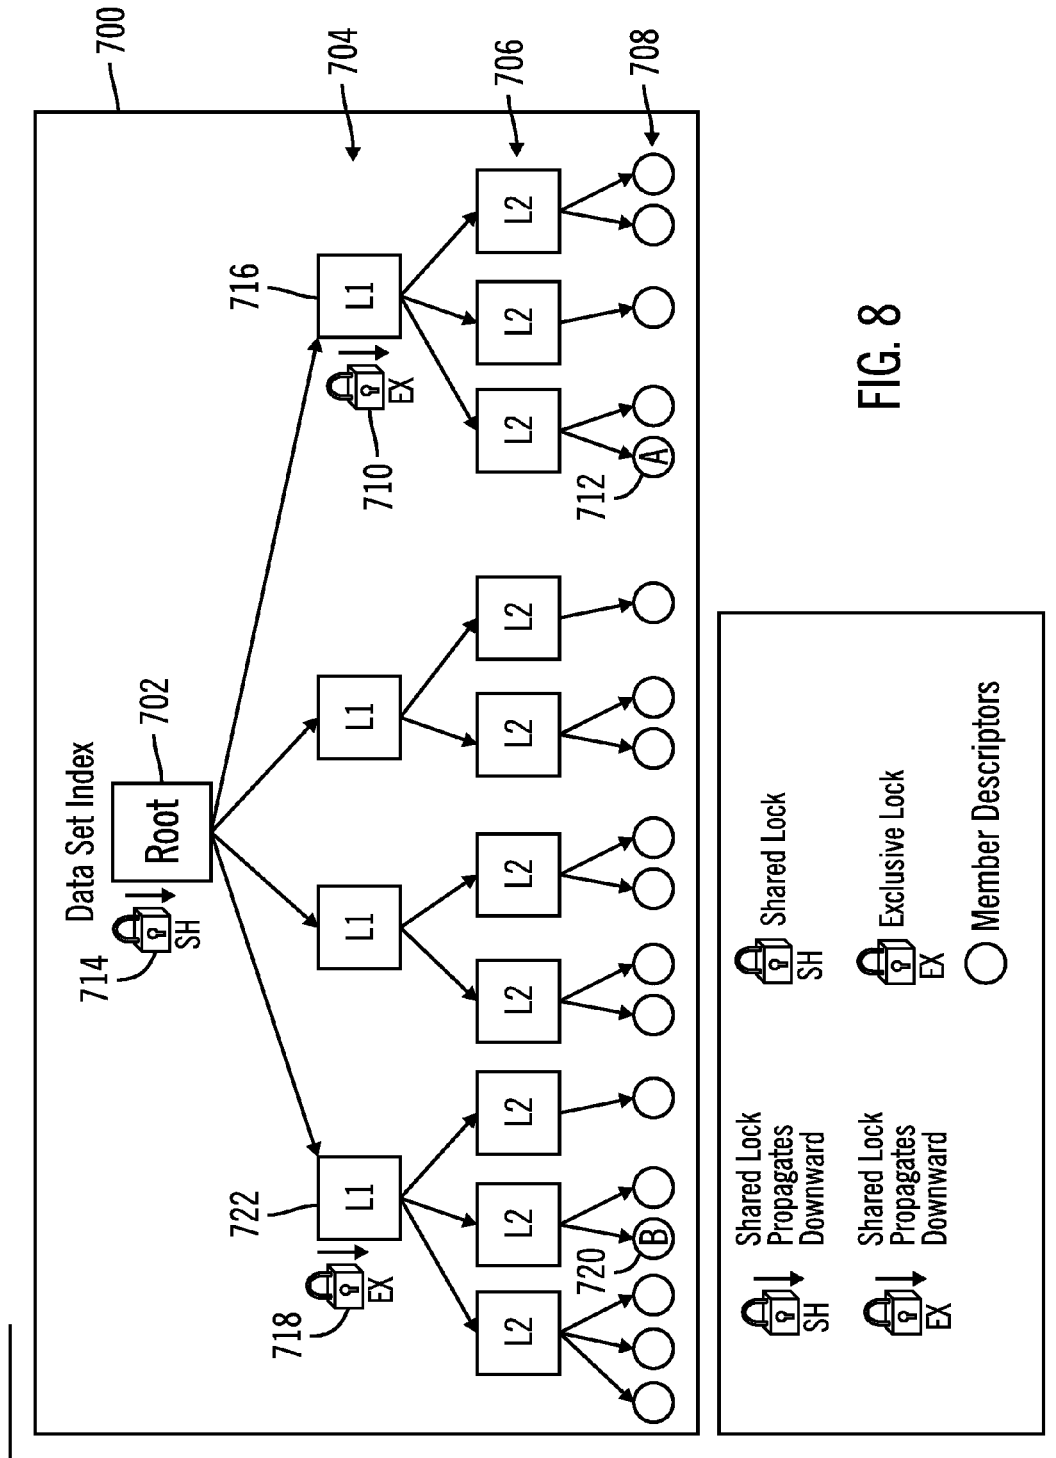 700
Data Set Index
702
Root
714
SH
704
716
722
L1
L1
L1
L1
718
EX
710
EX
706
L2
L2
L2
L2
L2
L2
L2
L2
L2
L2
708
720
B
712
A
SH
Shared Lock
Propagates
Downward
SH
Shared Lock
EX
Shared Lock
Propagates
Downward
EX
Exclusive Lock
Member Descriptors
FIG. 8